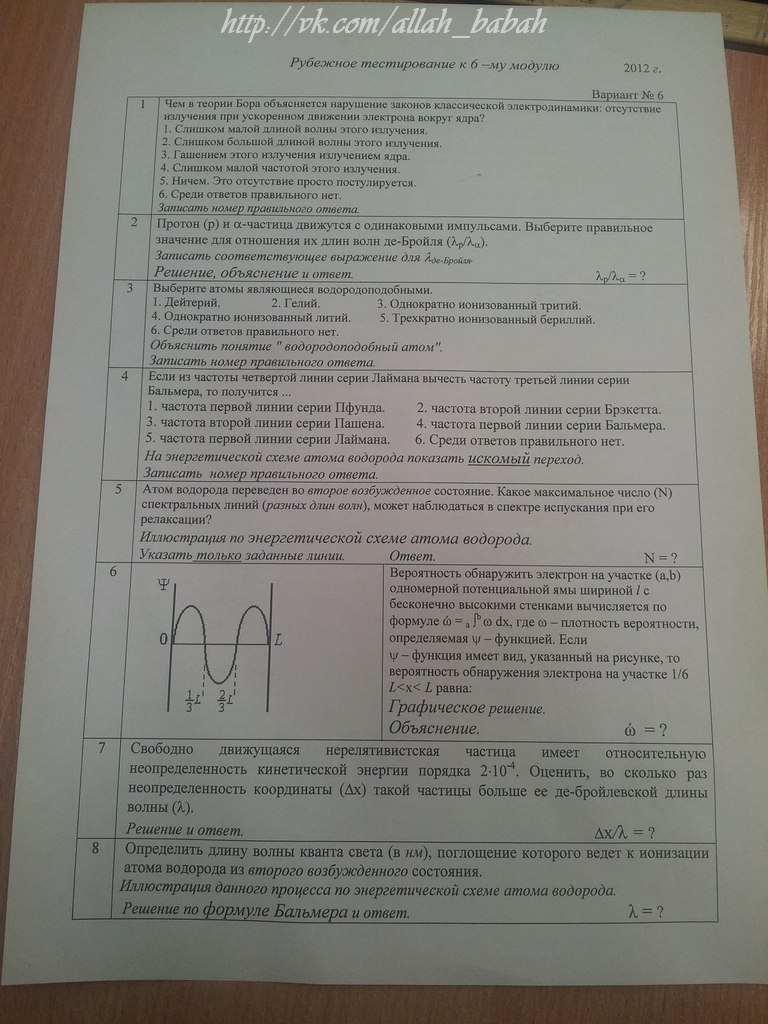 http://vk.com/allah_babah
Рубежное тестирование к 6 –му модулю 2012 г.
Вариант № 6
1 Чем в теории Бора объясняется нарушение законов классической электродинамики: отсутствие
излучения при ускоренном движении электрона вокруг ядра?
1. Слишком малой длиной волны этого излучения.
2. Слишком большой длиной волны этого излучения.
3. Гашением этого излучения излучением ядра.
4. Слишком малой частотой этого излучения.
5. Ничем. Это отсутствие просто постулируется.
6. Среди ответов правильного нет.
Записать номер правильного ответа.
2 Протон (p) и α-частица движутся с одинаковыми импульсами. Выберите правильное
значение для отношения их длин волн де-Бройля (λp/λα).
Записать соответствующее выражение для λде-Бройля.
Решение, объяснение и ответ. λp/λα = ?
3 Выберите атомы являющиеся водородоподобными.
1. Дейтерий. 2. Гелий. 3. Однократно ионизованный тритий.
4. Однократно ионизованный литий. 5. Трехкратно ионизованный бериллий.
6. Среди ответов правильного нет.
Объяснить понятие " водородоподобный атом".
Записать номер правильного ответа.
4 Если из частоты четвертой линии серии Лаймана вычесть частоту третьей линии серии
Бальмера, то получится ...
1. частота первой линии серии Пфунда. 2. частота второй линии серии Брэкетта.
3. частота второй линии серии Пашена. 4. частота первой линии серии Бальмера.
5. частота первой линии серии Лаймана. 6. Среди ответов правильного нет.
На энергетической схеме атома водорода показать искомый переход.
Записать номер правильного ответа.
5 Атом водорода переведен во второе возбужденное состояние. Какое максимальное число (N)
спектральных линий (разных длин волн), может наблюдаться в спектре испускания при его
релаксации?
Иллюстрация по энергетической схеме атома водорода.
Указать только заданные линии. Ответ. N = ?
6
Ψ
0
L
1/3 L 2/3 L
Вероятность обнаружить электрон на участке (a,b)
одномерной потенциальной ямы шириной l с
бесконечно высокими стенками вычисляется по
формуле ώ = a∫b ω dx, где ω – плотность вероятности,
определяемая ψ – функцией. Если
ψ – функция имеет вид, указанный на рисунке, то
вероятность обнаружения электрона на участке 1/6
L<x< L равна:
Графическое решение.
Объяснение. ώ = ?
7 Свободно движущаяся нерелятивистская частица имеет относительную
неопределенность кинетической энергии порядка 2·10-4. Оценить, во сколько раз
неопределенность координаты (Δx) такой частицы больше ее де-бройлевской длины
волны (λ).
Решение и ответ. Δx/λ = ?
8 Определить длину волны кванта света (в нм), поглощение которого ведет к ионизации
атома водорода из второго возбужденного состояния.
Иллюстрация данного процесса по энергетической схеме атома водорода.
Решение по формуле Бальмера и ответ. λ = ?